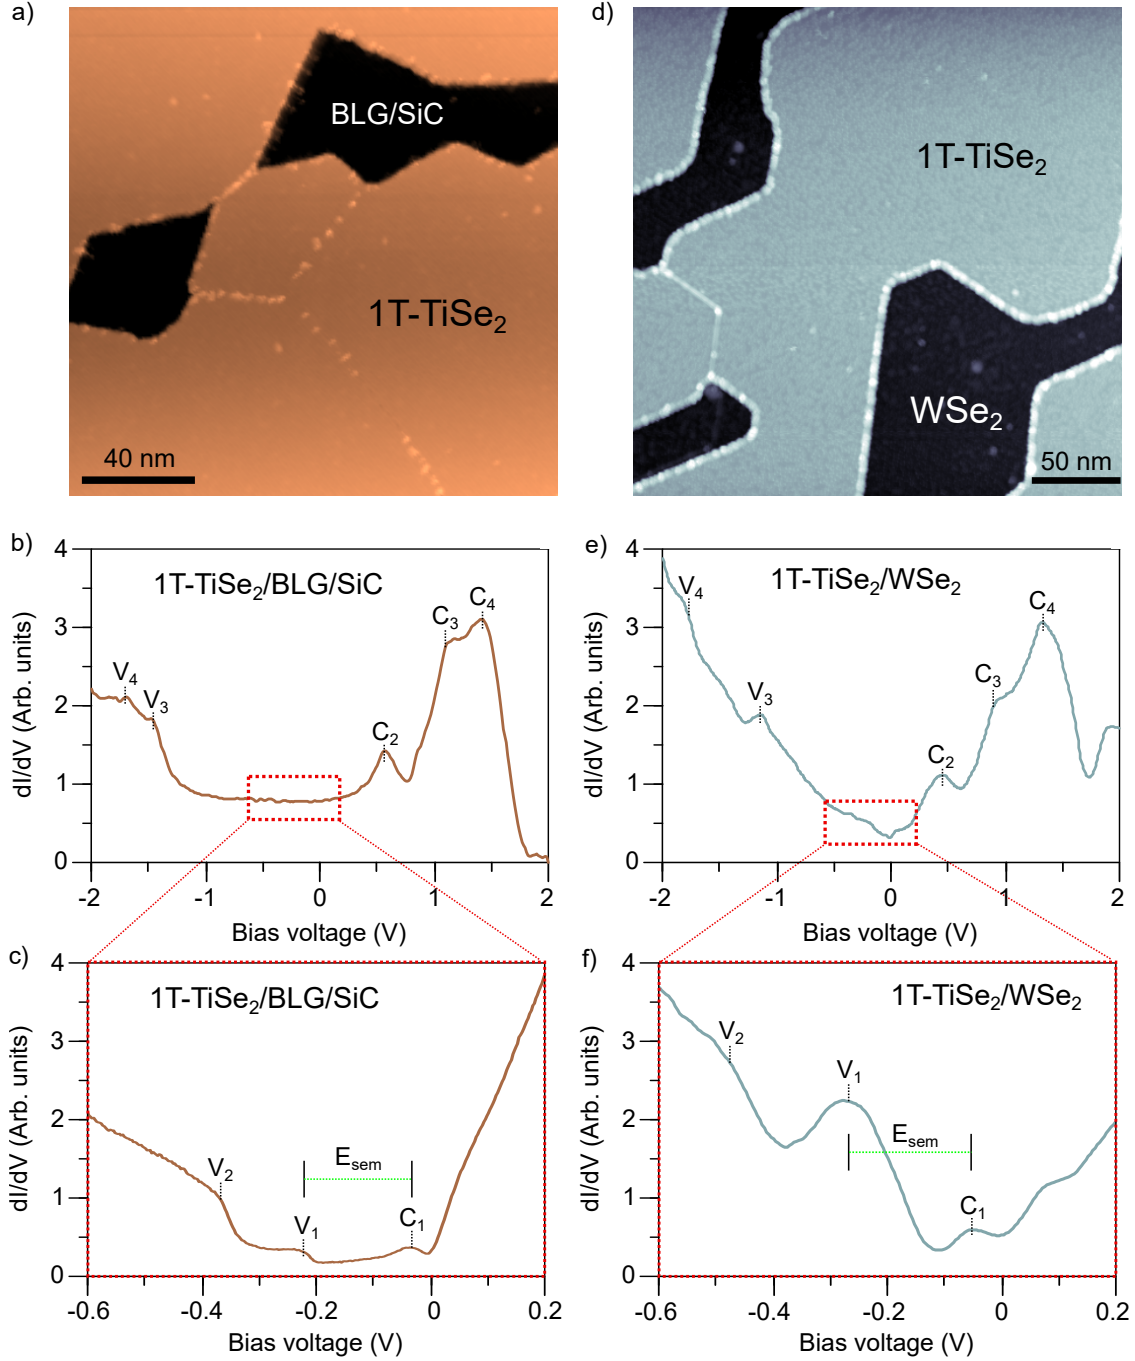 a)
BLG/SiC
1T-TiSe₂
40 nm
d)
1T-TiSe₂
WSe₂
50 nm
b)
1T-TiSe₂/BLG/SiC
dI/dV (Arb. units)
4
3
2
1
0
V₄
V₃
C₂
C₃
C₄
-2
-1
0
1
2
Bias voltage (V)
e)
1T-TiSe₂/WSe₂
dI/dV (Arb. units)
4
3
2
1
0
V₄
V₃
C₂
C₃
C₄
-2
-1
0
1
2
Bias voltage (V)
c)
1T-TiSe₂/BLG/SiC
dI/dV (Arb. units)
4
3
2
1
0
V₂
V₁
Eₛₑₘ
C₁
-0.6
-0.4
-0.2
0
0.2
Bias voltage (V)
f)
1T-TiSe₂/WSe₂
dI/dV (Arb. units)
4
3
2
1
0
V₂
V₁
Eₛₑₘ
C₁
-0.6
-0.4
-0.2
0
0.2
Bias voltage (V)